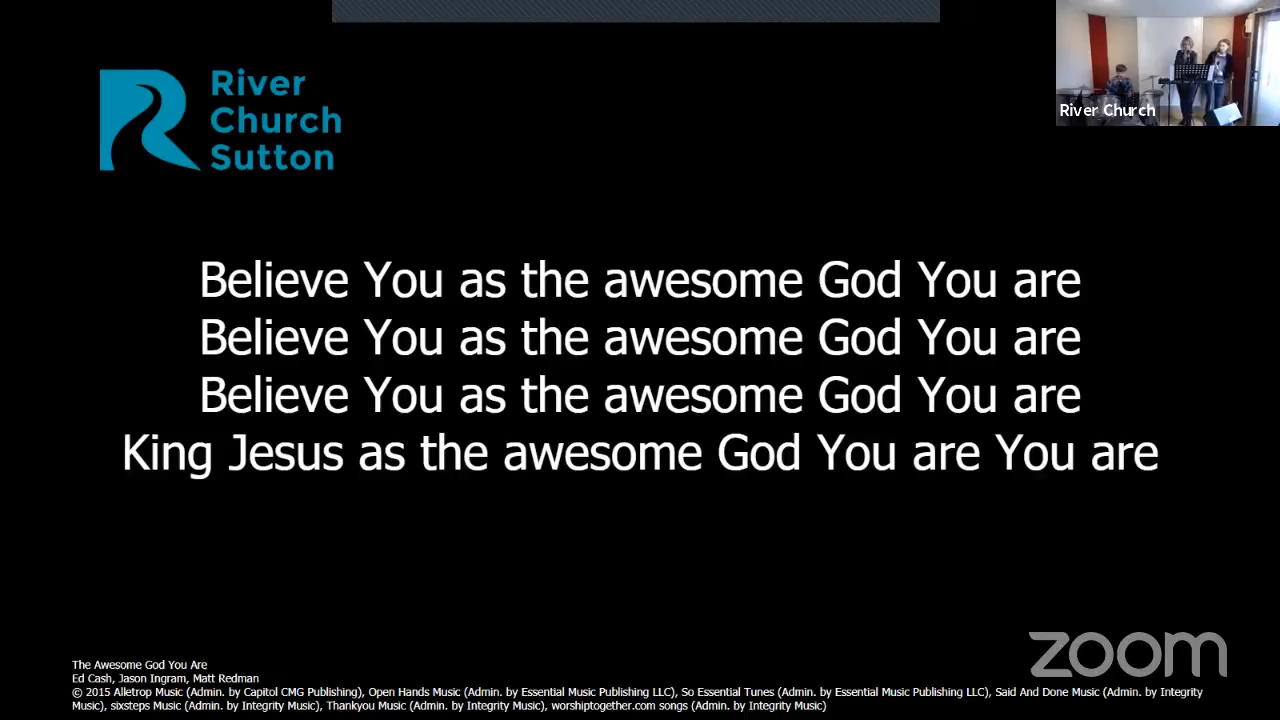 River
Church
Sutton
River Church
Believe You as the awesome God You are
Believe You as the awesome God You are
Believe You as the awesome God You are
King Jesus as the awesome God You are You are
zoom
The Awesome God You Are
Ed Cash, Jason Ingram, Matt Redman
© 2015 Alletrop Music (Admin. by Capitol CMG Publishing), Open Hands Music (Admin. by Essential Music Publishing LLC), So Essential Tunes (Admin. by Essential Music Publishing LLC), Said And Done Music (Admin. by Integrity
Music), sixsteps Music (Admin. by Integrity Music), Thankyou Music (Admin. by Integrity Music), worshiptogether.com songs (Admin. by Integrity Music)